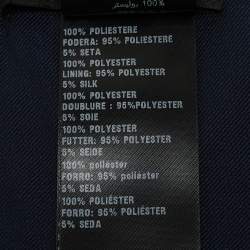 100% بوليستر
100% POLIESTERE
FODERA: 95% POLIESTERE
5% SETA
100% POLYESTER
LINING: 95% POLYESTER
5% SILK
100% POLYESTER
DOUBLURE : 95%POLYESTER
5% SOIE
100% POLYESTER
FUTTER: 95% POLYESTER
5% SEIDE
100% poliéster
FORRO: 95% poliéster
5% SEDA
100% POLIÉSTER
FORRO: 95% POLIÉSTER
5% SEDA